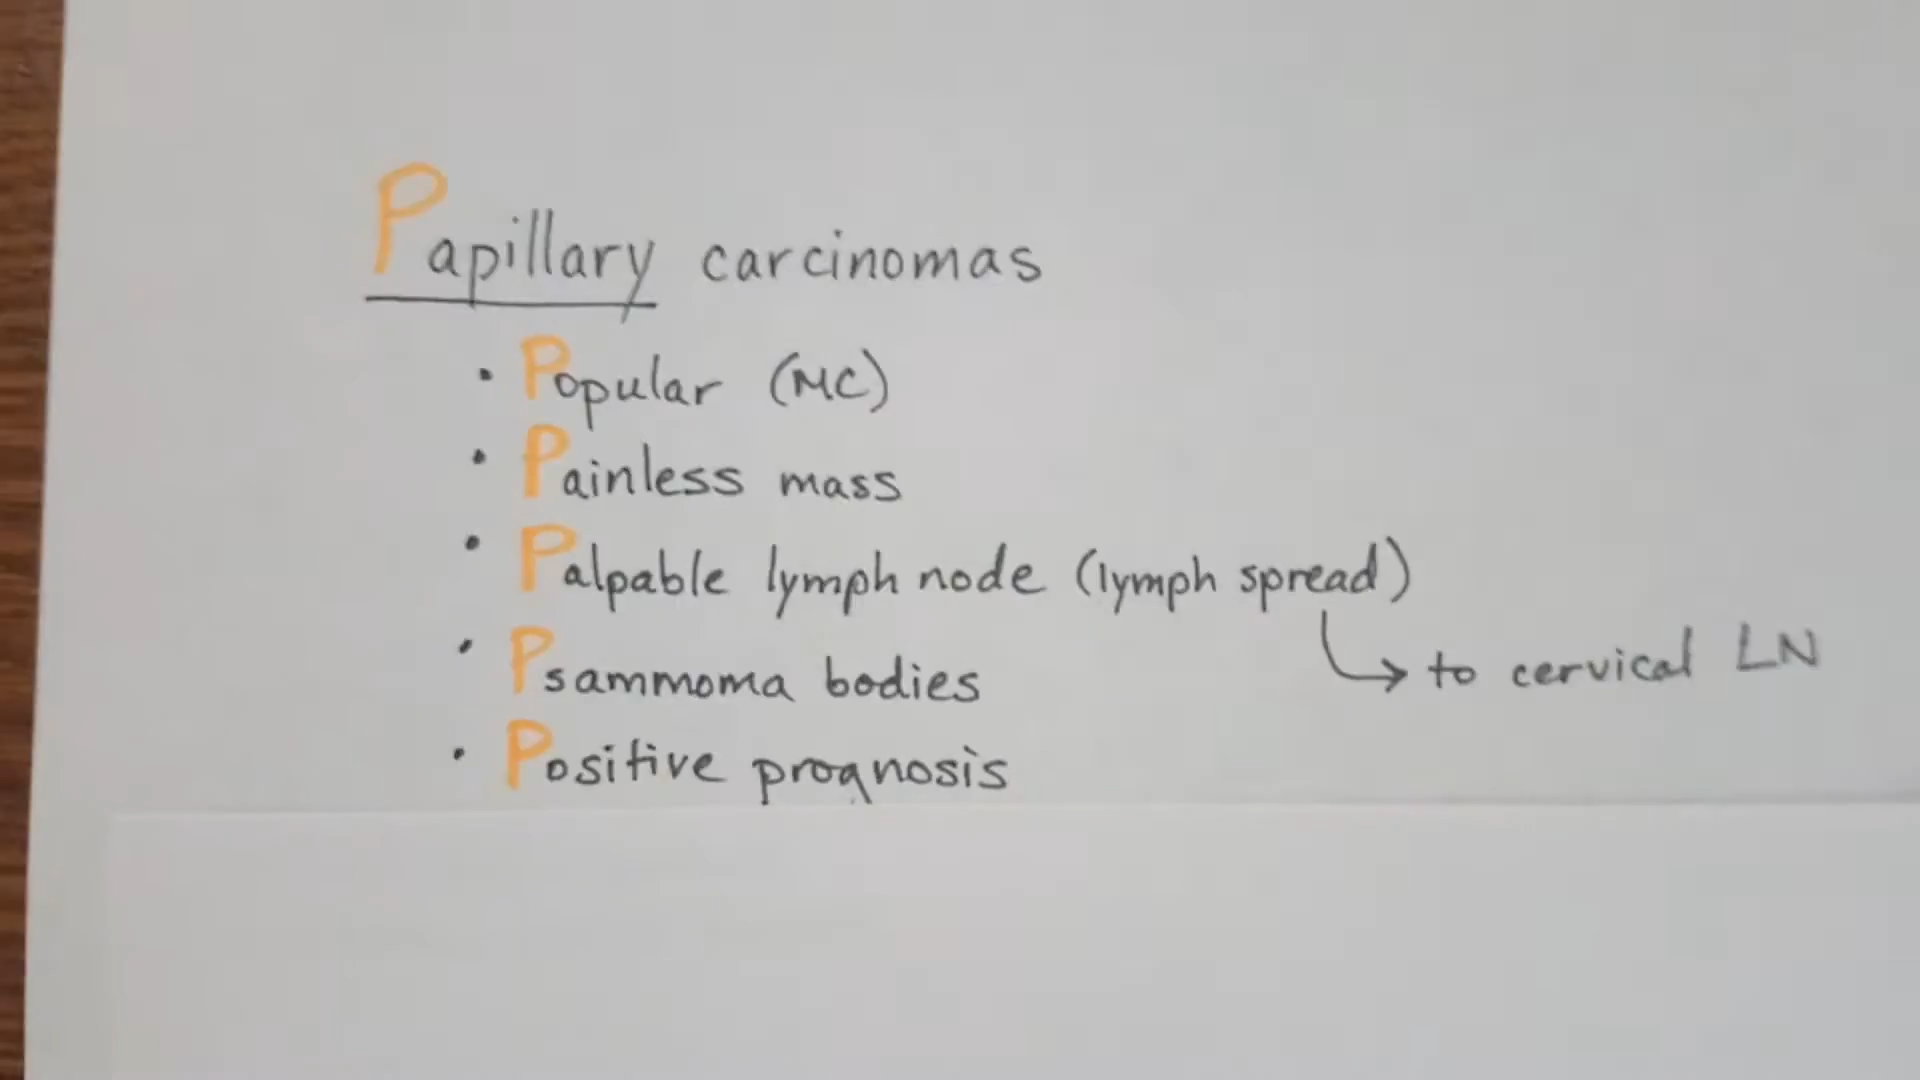 Papillary carcinomas
• Popular (MC)
• Painless mass
• Palpable lymph node (lymph spread)
→ to cervical LN
• Psammoma bodies
• Positive prognosis